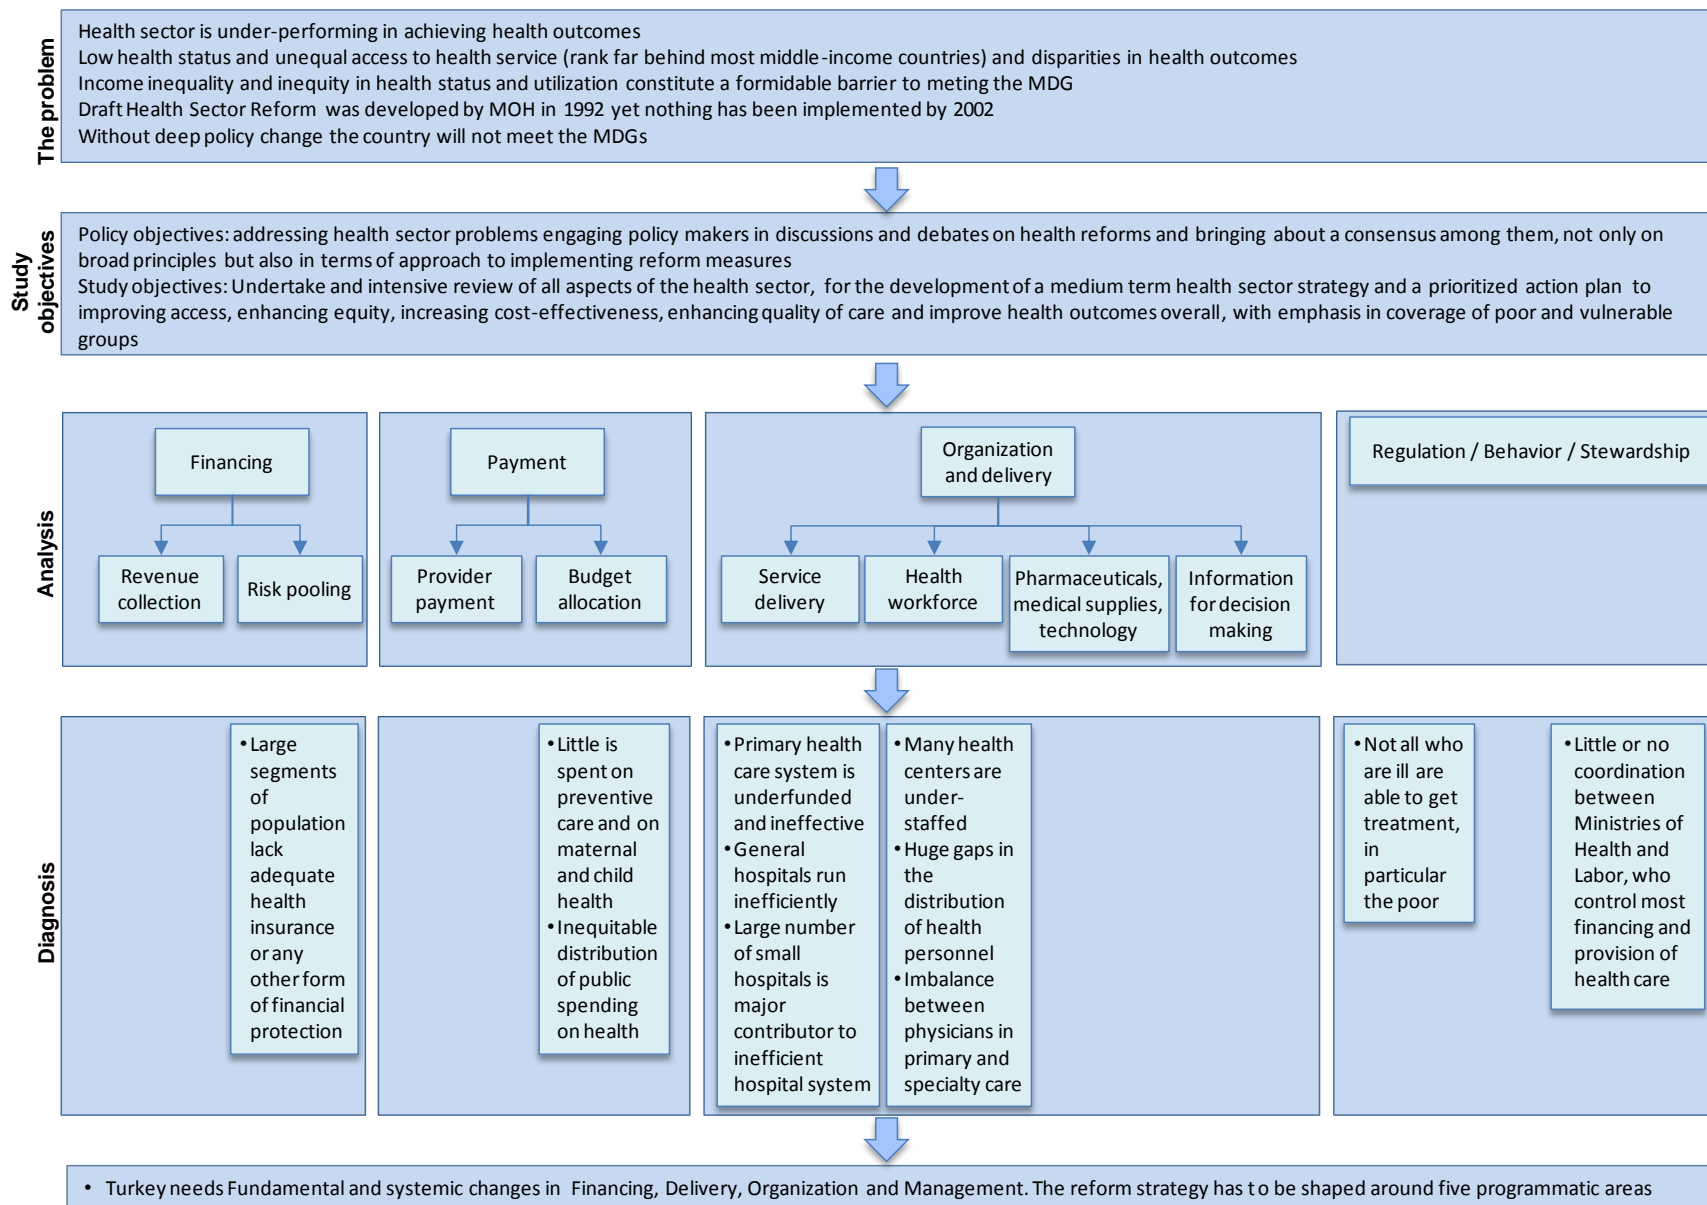 The problem
Health sector is under-performing in achieving health outcomes
Low health status and unequal access to health service (rank far behind most middle-income countries) and disparities in health outcomes
Income inequality and inequity in health status and utilization constitute a formidable barrier to meting the MDG
Draft Health Sector Reform was developed by MOH in 1992 yet nothing has been implemented by 2002
Without deep policy change the country will not meet the MDGs
Study
objectives
Policy objectives: addressing health sector problems engaging policy makers in discussions and debates on health reforms and bringing about a consensus among them, not only on
broad principles but also in terms of approach to implementing reform measures
Study objectives: Undertake and intensive review of all aspects of the health sector, for the development of a medium term health sector strategy and a prioritized action plan to
improving access, enhancing equity, increasing cost-effectiveness, enhancing quality of care and improve health outcomes overall, with emphasis in coverage of poor and vulnerable
groups
Analysis
Financing
Revenue
collection
Risk pooling
Payment
Provider
payment
Budget
allocation
Organization
and delivery
Service
delivery
Health
workforce
Pharmaceuticals,
medical supplies,
technology
Information
for decision
making
Regulation / Behavior / Stewardship
Diagnosis
• Large
segments
of
population
lack
adequate
health
insurance
or any
other form
of financial
protection
• Little is
spent on
preventive
care and on
maternal
and child
health
• Inequitable
distribution
of public
spending
on health
• Primary health
care system is
underfunded
and ineffective
• General
hospitals run
inefficiently
• Large number
of small
hospitals is
major
contributor to
inefficient
hospital system
• Many health
centers are
under-
staffed
• Huge gaps in
the
distribution
of health
personnel
• Imbalance
between
physicians in
primary and
specialty care
• Not all who
are ill are
able to get
treatment,
in
particular
the poor
• Little or no
coordination
between
Ministries of
Health and
Labor, who
control most
financing and
provision of
health care
• Turkey needs Fundamental and systemic changes in Financing, Delivery, Organization and Management. The reform strategy has to be shaped around five programmatic areas